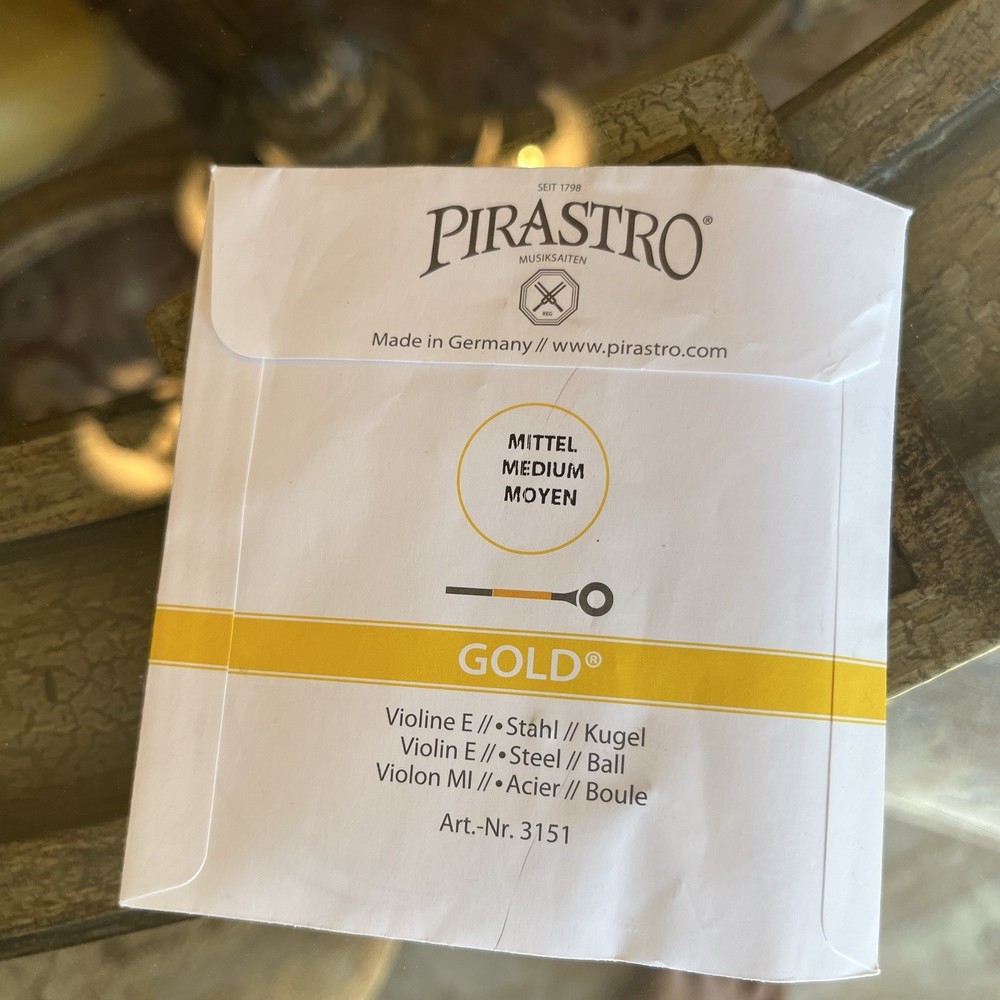 SEIT 1798
PIRASTRO®
MUSIKSAITEN
REG
Made in Germany // www.pirastro.com
MITTEL
MEDIUM
MOYEN
GOLD®
Violine E // • Stahl // Kugel
Violin E // • Steel // Ball
Violon MI // • Acier // Boule
Art.-Nr. 3151